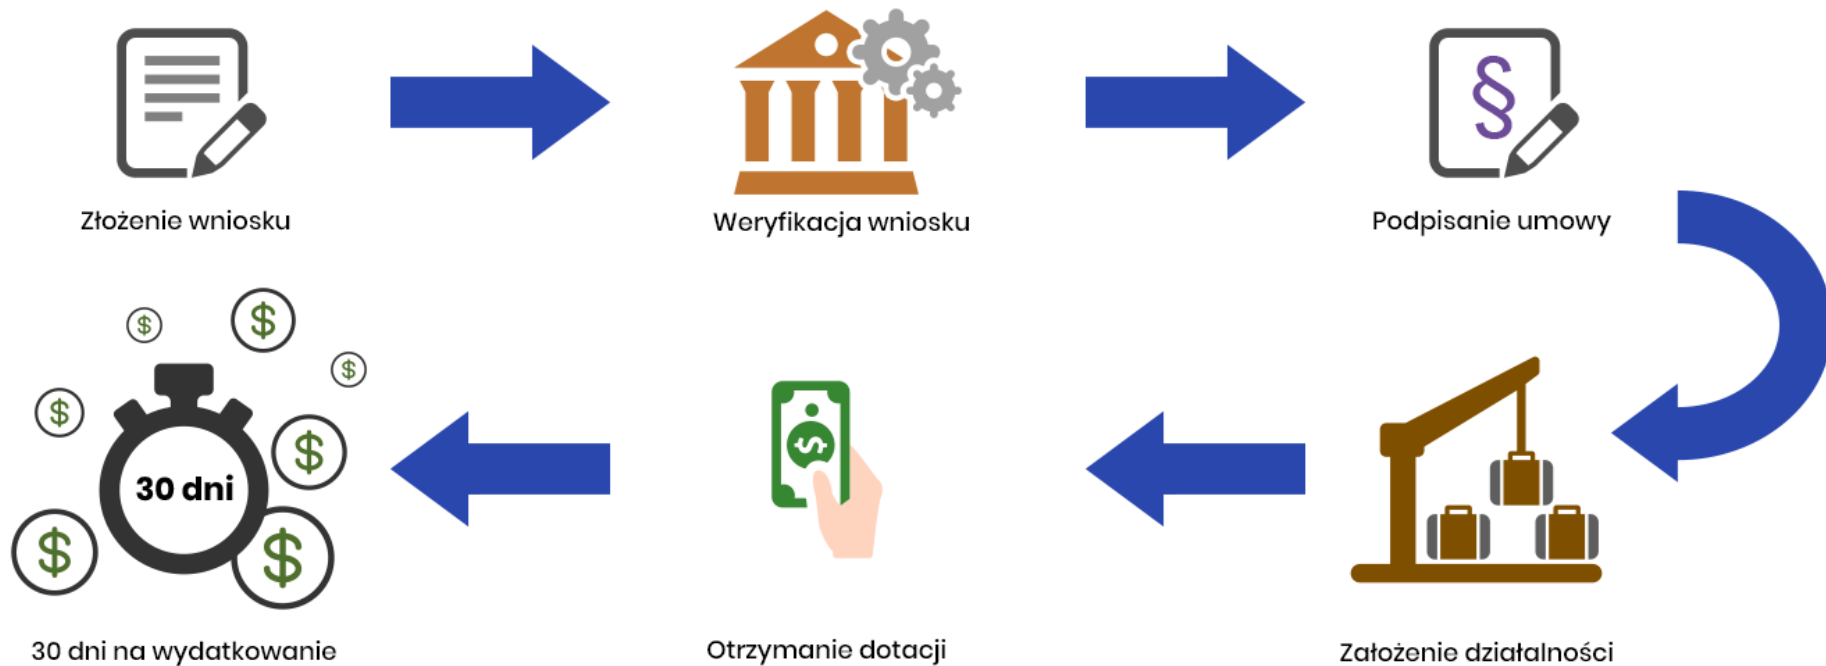 §
Złożenie wniosku
Weryfikacja wniosku
Podpisanie umowy
$
$
$
$
$
30 dni
$
$
$
30 dni na wydatkowanie
Otrzymanie dotacji
Założenie działalności